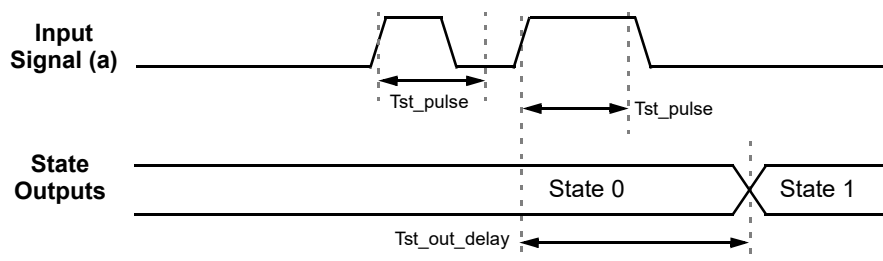 Input
Signal (a)
Tst_pulse
Tst_pulse
State
Outputs
State 0
State 1
Tst_out_delay